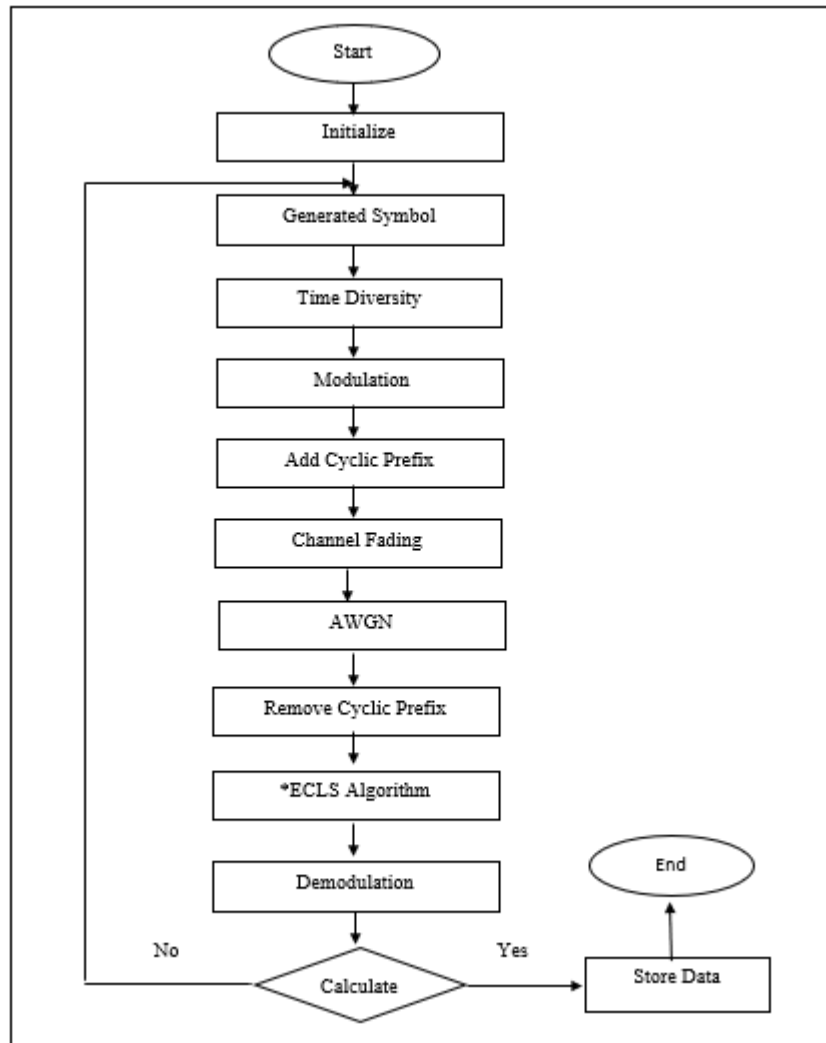 Start
Initialize
Generated Symbol
Time Diversity
Modulation
Add Cyclic Prefix
Channel Fading
AWGN
Remove Cyclic Prefix
*ECLS Algorithm
Demodulation
End
No
Yes
Calculate
Store Data